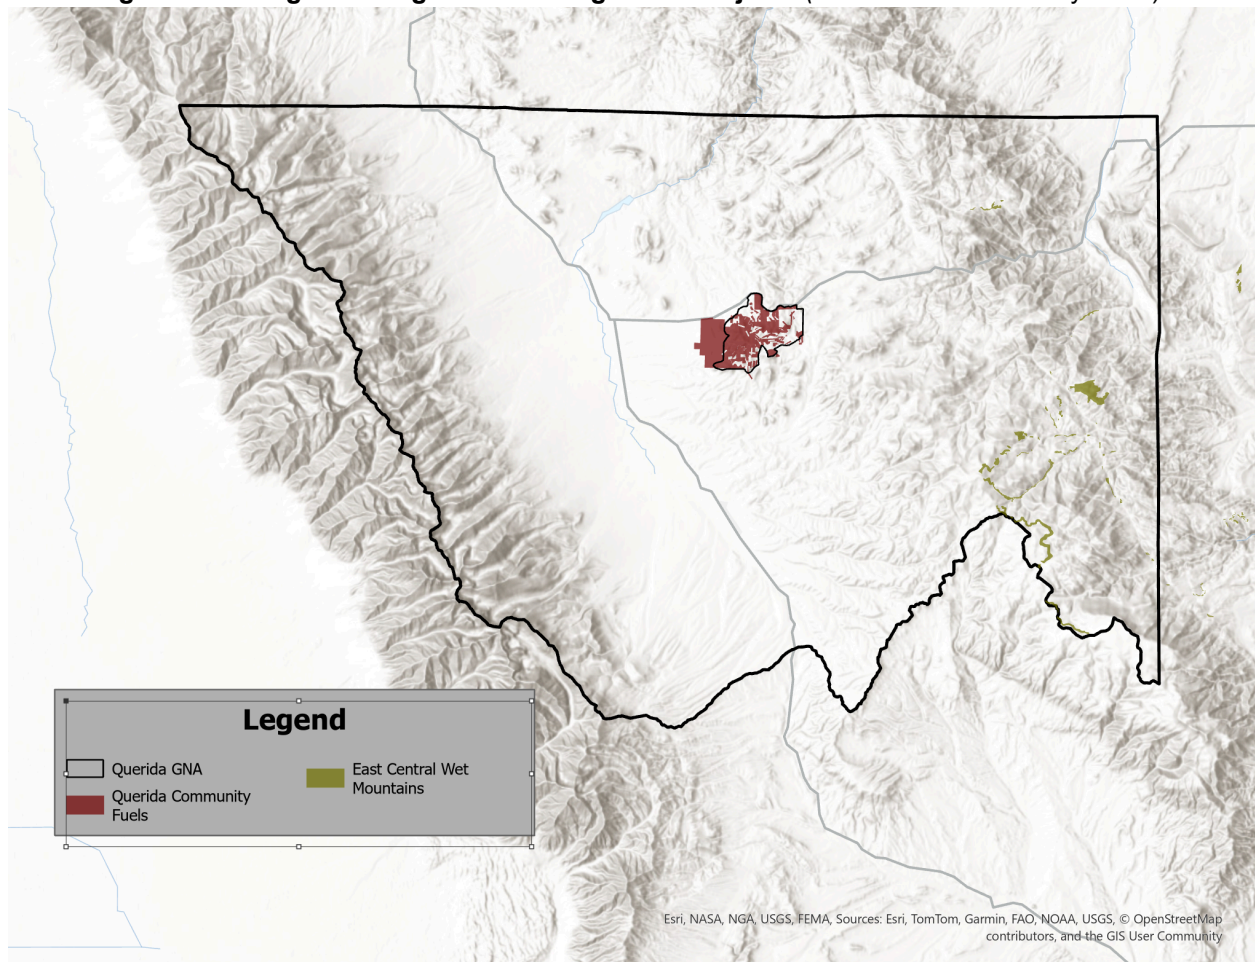 Legend
Querida GNA
Querida Community
Fuels
East Central Wet
Mountains
Esri, NASA, NGA, USGS, FEMA, Sources: Esri, TomTom, Garmin, FAO, NOAA, USGS, © OpenStreetMap
contributors, and the GIS User Community